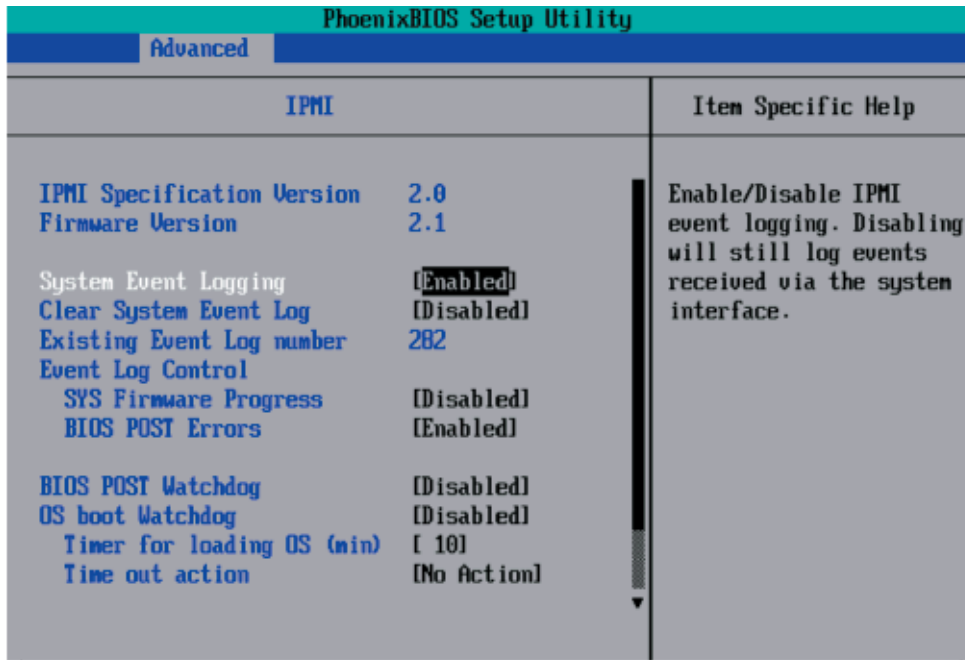 PhoenixBIOS Setup Utility
Advanced
IPMI
IPMI Specification Version 2.0
Firmware Version 2.1
System Event Logging [Enabled]
Clear System Event Log [Disabled]
Existing Event Log number 282
Event Log Control
SYS Firmware Progress [Disabled]
BIOS POST Errors [Enabled]
BIOS POST Watchdog [Disabled]
OS boot Watchdog [Disabled]
Timer for loading OS (min) [ 10]
Time out action [No Action]
Item Specific Help
Enable/Disable IPMI
event logging. Disabling
will still log events
received via the system
interface.